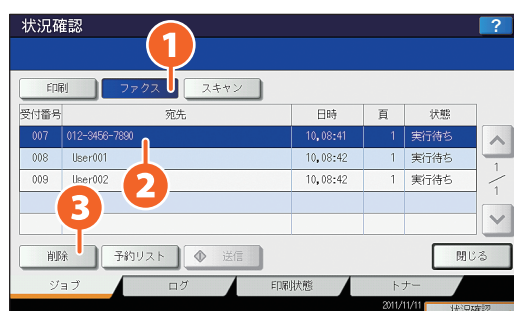 状況確認 ?
1
印刷 ファクス スキャン
受付番号 宛先 日時 頁 状態
007 012-3456-7890 10,08:41 1 実行待ち
008 User001 10,08:42 1 実行待ち
009 User002 10,08:42 1 実行待ち
1/1
2
3
削除 予約リスト 送信 閉じる
ジョブ ログ 印刷状態 トナー
2011/11/11 状況確認